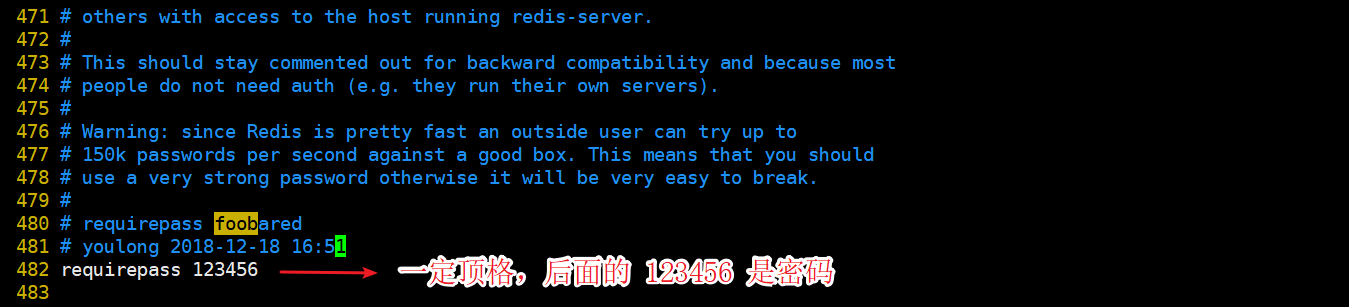 471 # others with access to the host running redis-server.
472 #
473 # This should stay commented out for backward compatibility and because most
474 # people do not need auth (e.g. they run their own servers).
475 #
476 # Warning: since Redis is pretty fast an outside user can try up to
477 # 150k passwords per second against a good box. This means that you should
478 # use a very strong password otherwise it will be very easy to break.
479 #
480 # requirepass foobared
481 # youlong 2018-12-18 16:51
482 requirepass 123456 一定顶格，后面的 123456 是密码
483